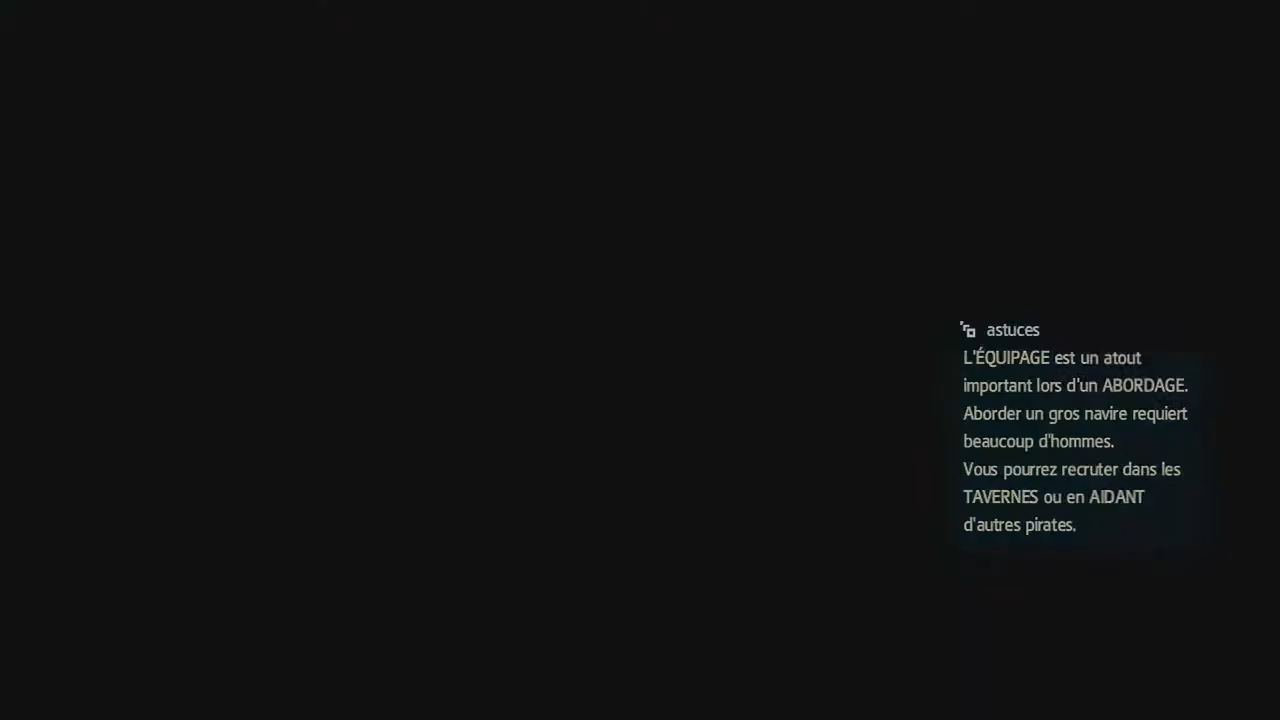 astuces
L'ÉQUIPAGE est un atout
important lors d'un ABORDAGE.
Aborder un gros navire requiert
beaucoup d'hommes.
Vous pourrez recruter dans les
TAVERNES ou en AIDANT
d'autres pirates.